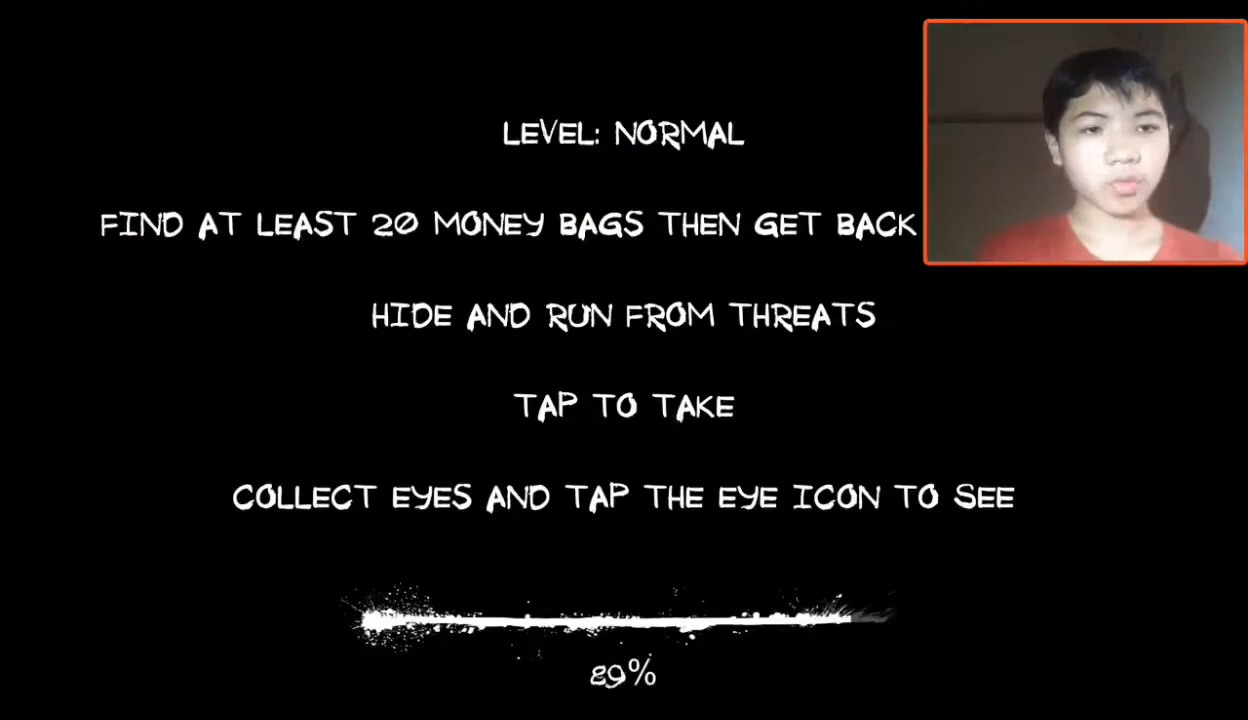 LEVEL: NORMAL
FIND AT LEAST 20 MONEY BAGS THEN GET BACK
HIDE AND RUN FROM THREATS
TAP TO TAKE
COLLECT EYES AND TAP THE EYE ICON TO SEE
89%